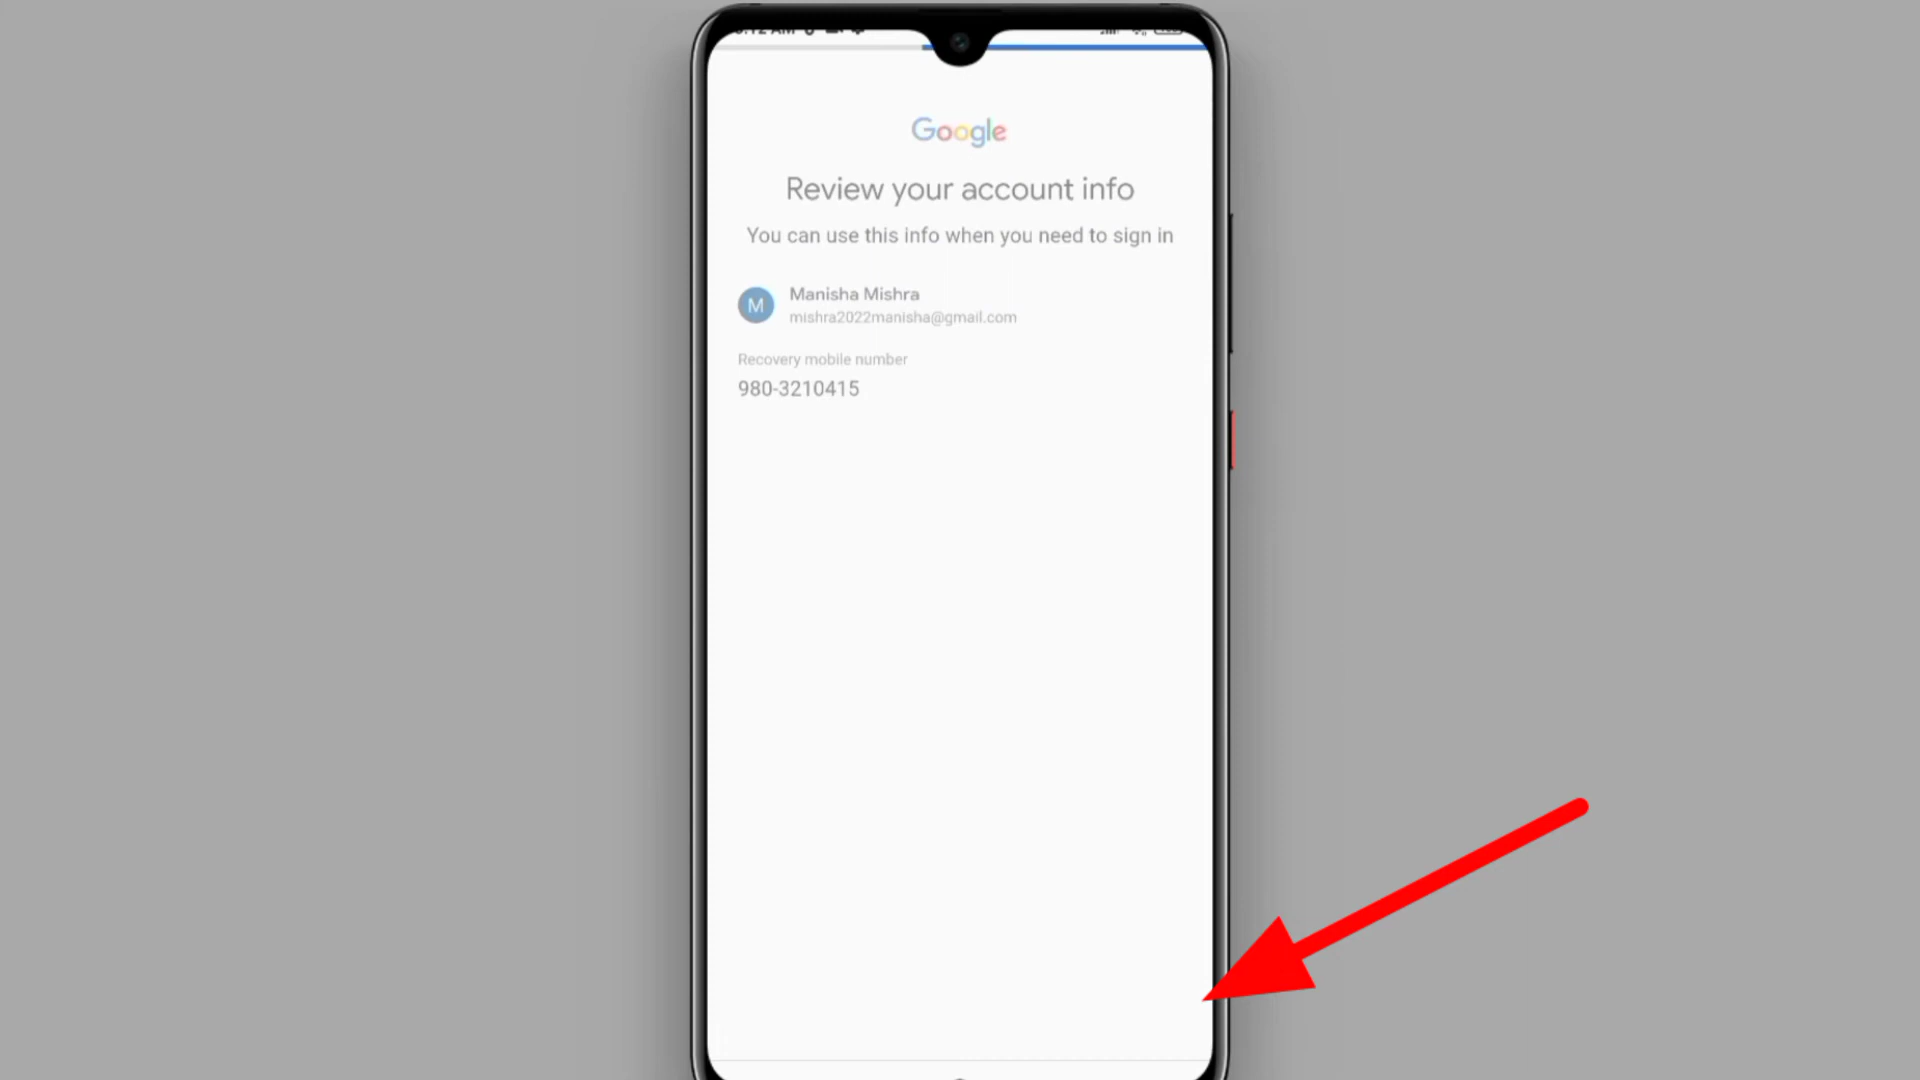 Google
Review your account info
You can use this info when you need to sign in
M
Manisha Mishra
mishra2022manisha@gmail.com
Recovery mobile number
980-3210415